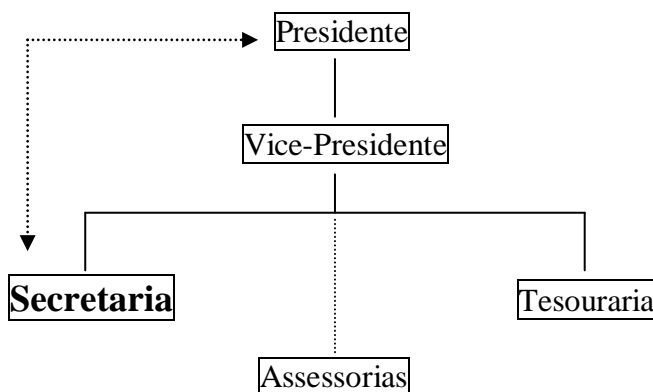 Presidente
Vice-Presidente
Secretaria
Tesouraria
Assessorias